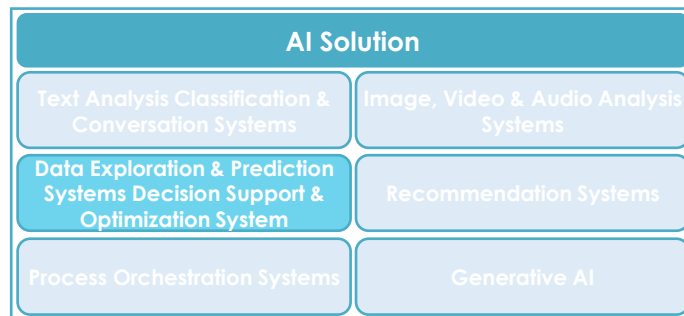 AI Solution
Text Analysis Classification &
Conversation Systems
Image, Video & Audio Analysis
Systems
Data Exploration & Prediction
Systems Decision Support &
Optimization System
Recommendation Systems
Process Orchestration Systems
Generative AI